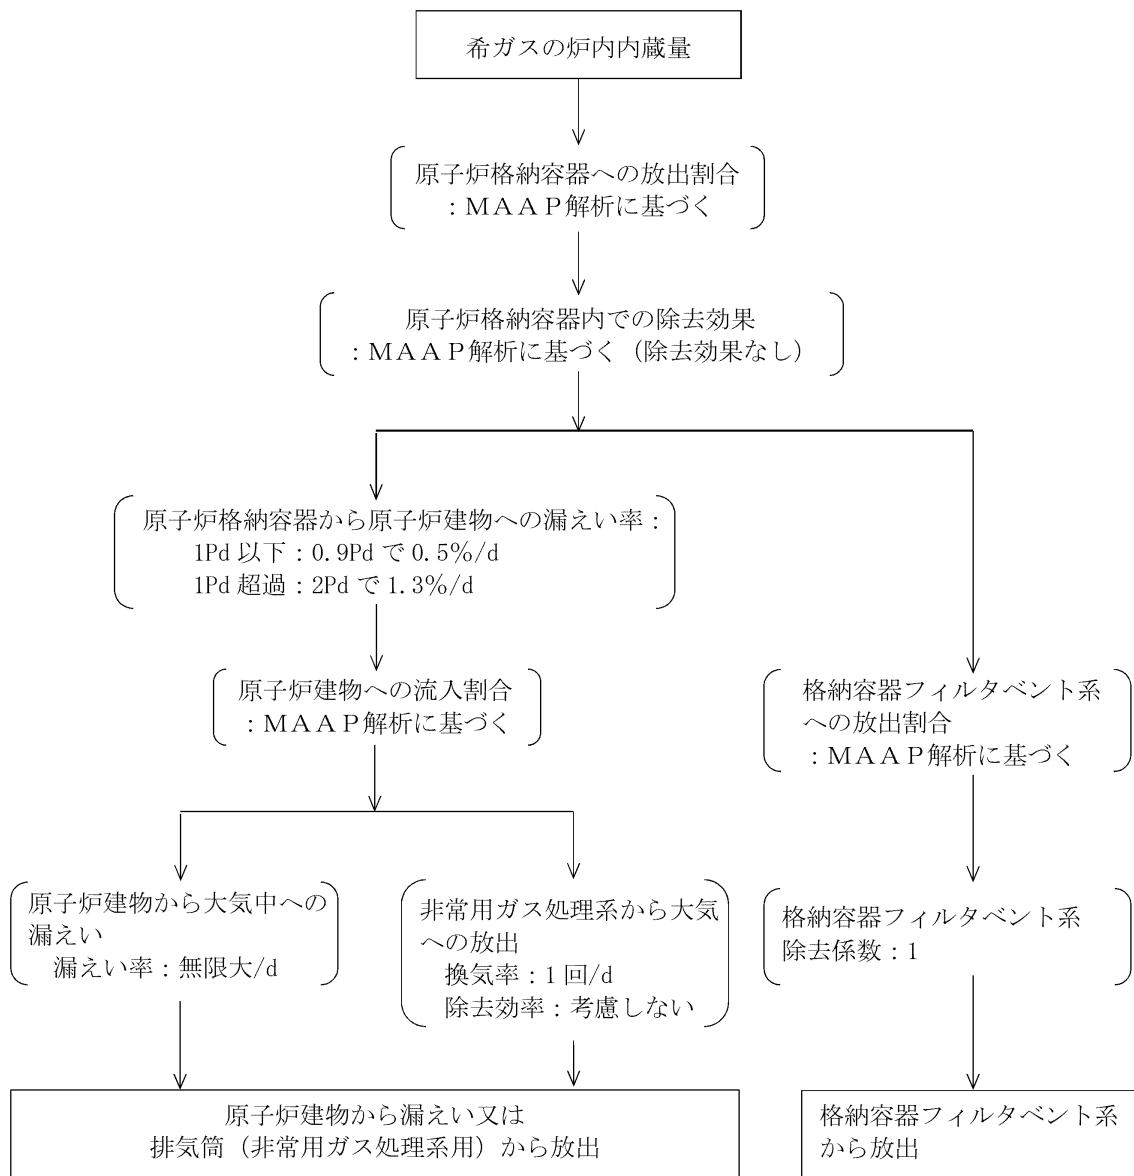 希ガスの炉内内蔵量
原子炉格納容器への放出割合
：ＭＡＡＰ解析に基づく
原子炉格納容器内での除去効果
：ＭＡＡＰ解析に基づく（除去効果なし）
原子炉格納容器から原子炉建物への漏えい率：
1Pd 以下：0.9Pd で 0.5%/d
1Pd 超過：2Pd で 1.3%/d
原子炉建物への流入割合
：ＭＡＡＰ解析に基づく
格納容器フィルタベント系
への放出割合
：ＭＡＡＰ解析に基づく
原子炉建物から大気中への
漏えい
漏えい率：無限大/d
非常用ガス処理系から大気
への放出
換気率：1 回/d
除去効率：考慮しない
格納容器フィルタベント系
除去係数：1
原子炉建物から漏えい又は
排気筒（非常用ガス処理系用）から放出
格納容器フィルタベント系
から放出